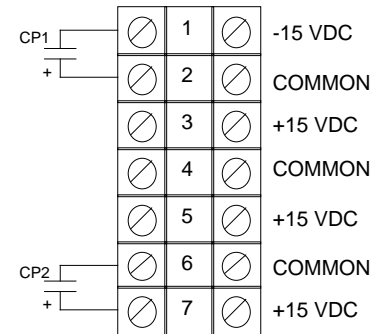 CP1
+
1 -15 VDC
2 COMMON
3 +15 VDC
4 COMMON
5 +15 VDC
6 COMMON
CP2
+
7 +15 VDC